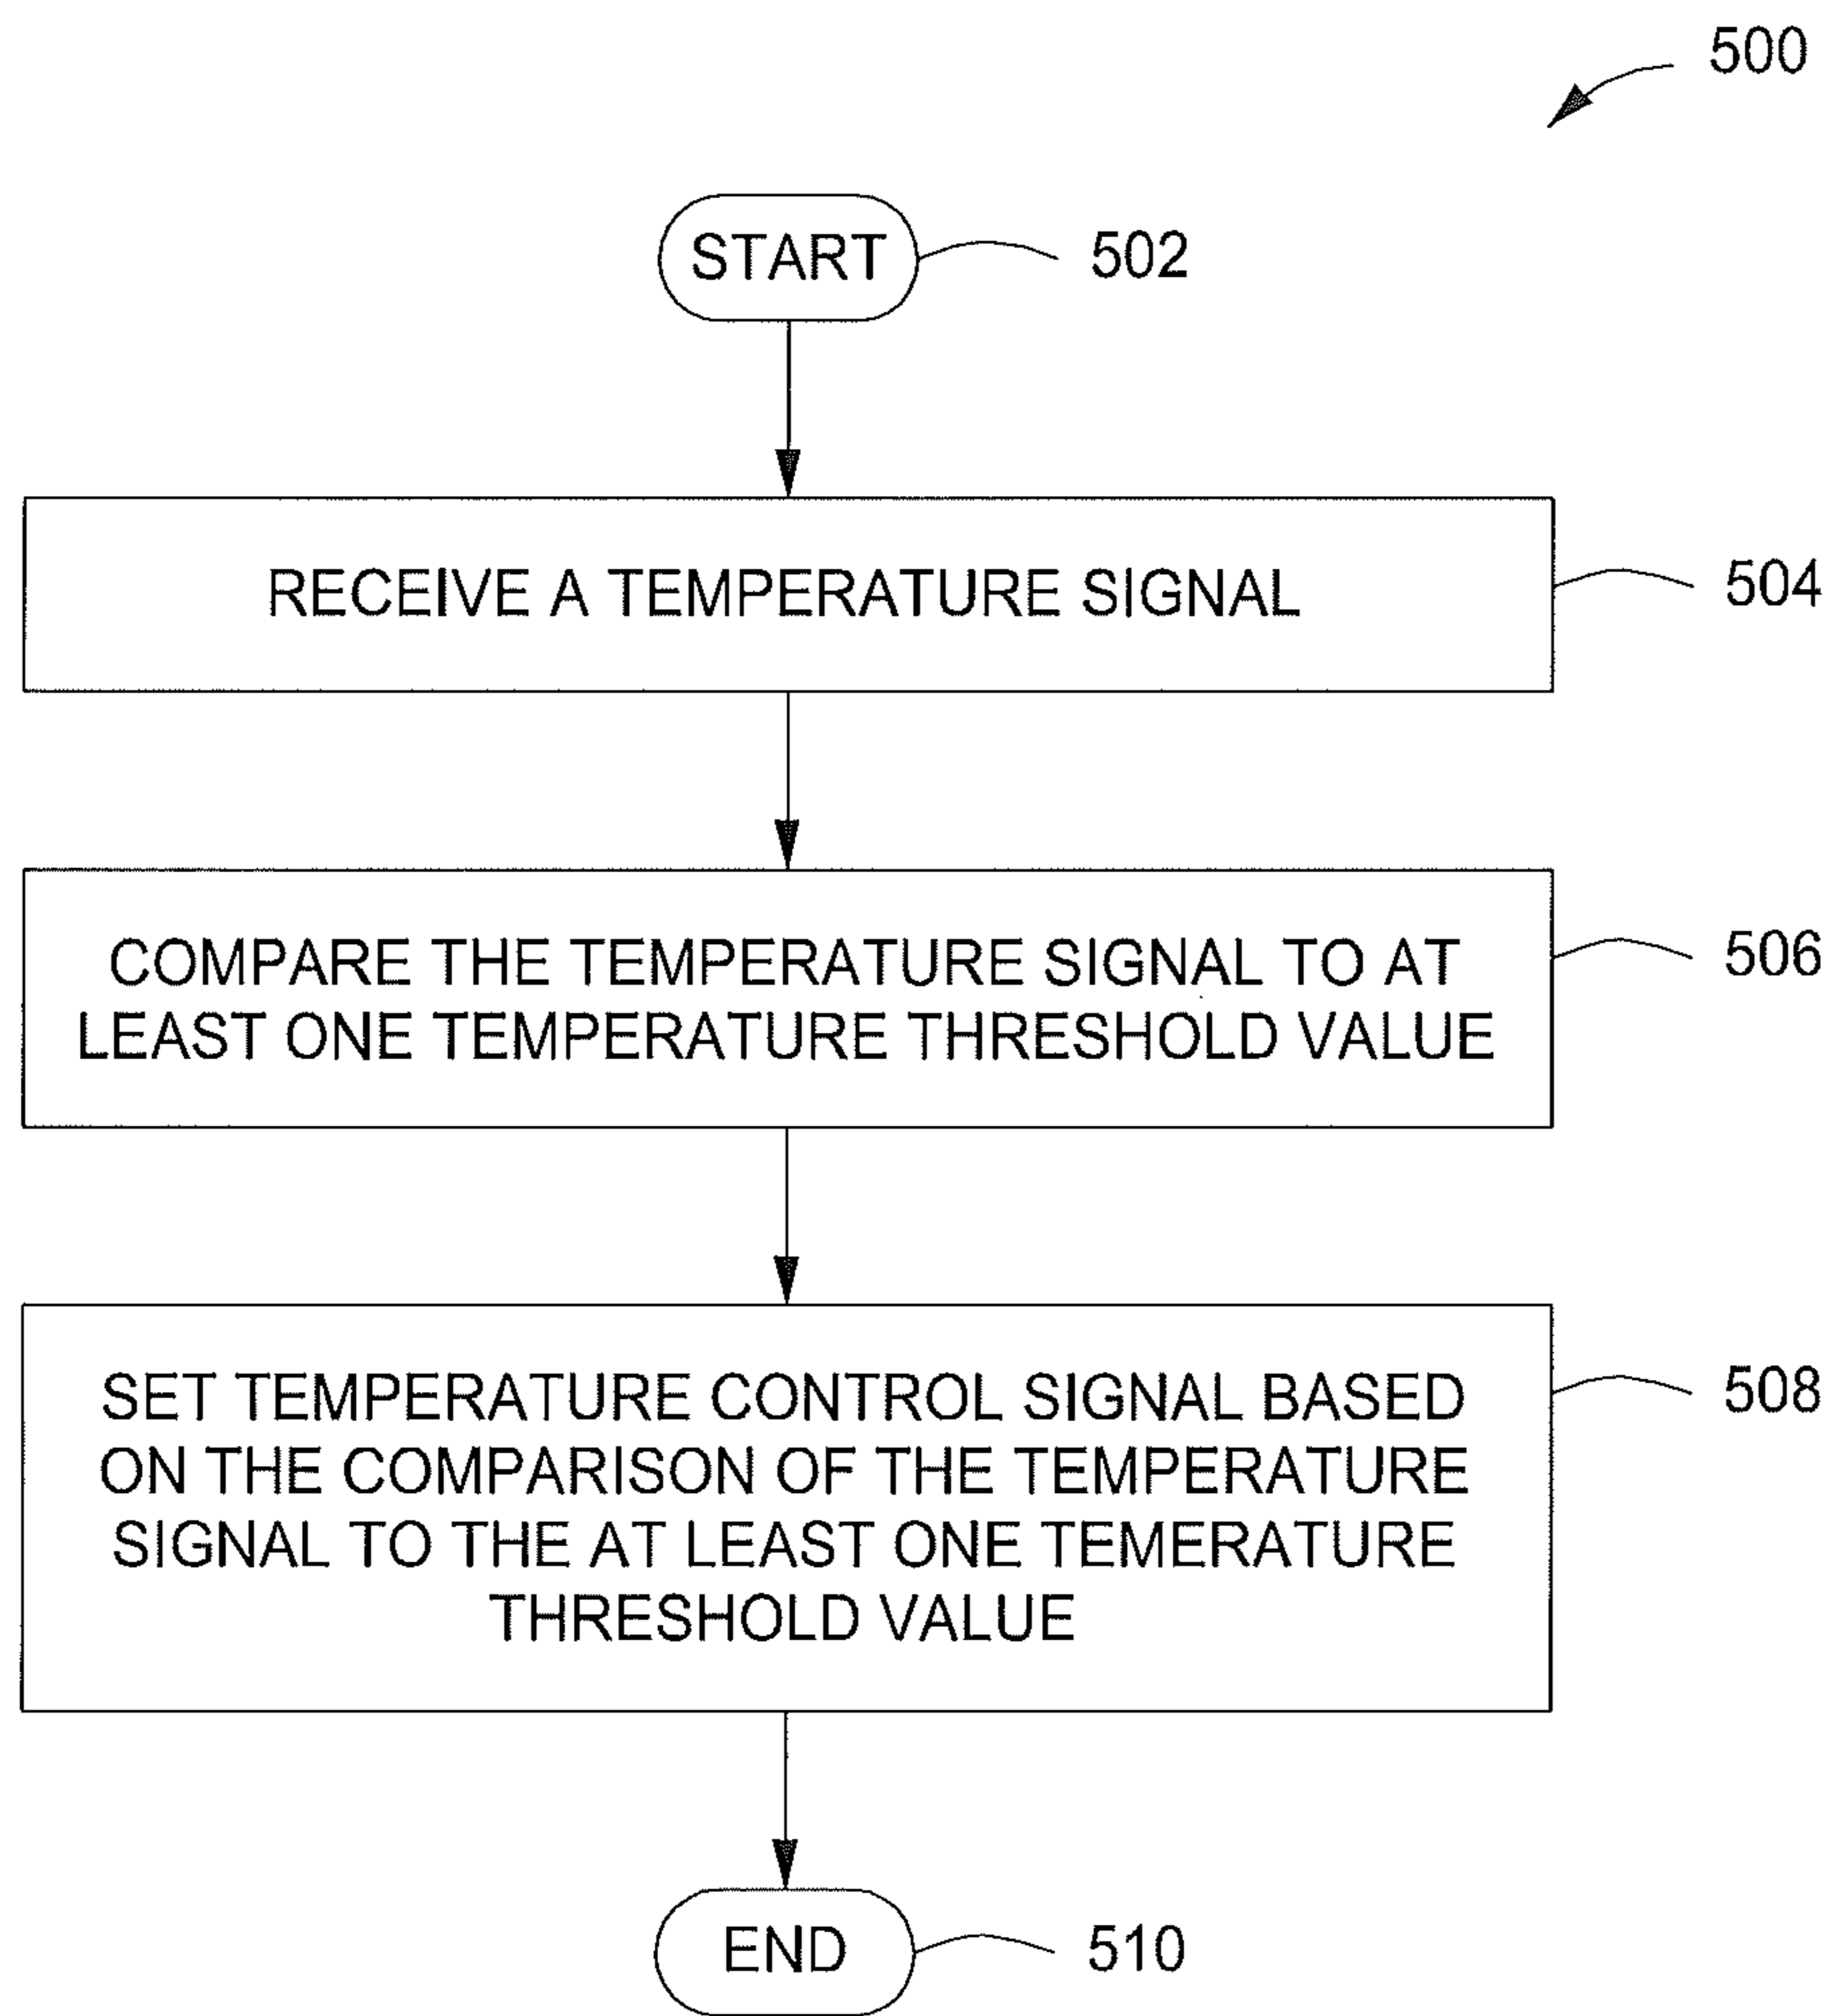 500
START
502
RECEIVE A TEMPERATURE SIGNAL
504
COMPARE THE TEMPERATURE SIGNAL TO AT
LEAST ONE TEMPERATURE THRESHOLD VALUE
506
SET TEMPERATURE CONTROL SIGNAL BASED
ON THE COMPARISON OF THE TEMPERATURE
SIGNAL TO THE AT LEAST ONE TEMERATURE
THRESHOLD VALUE
508
END
510